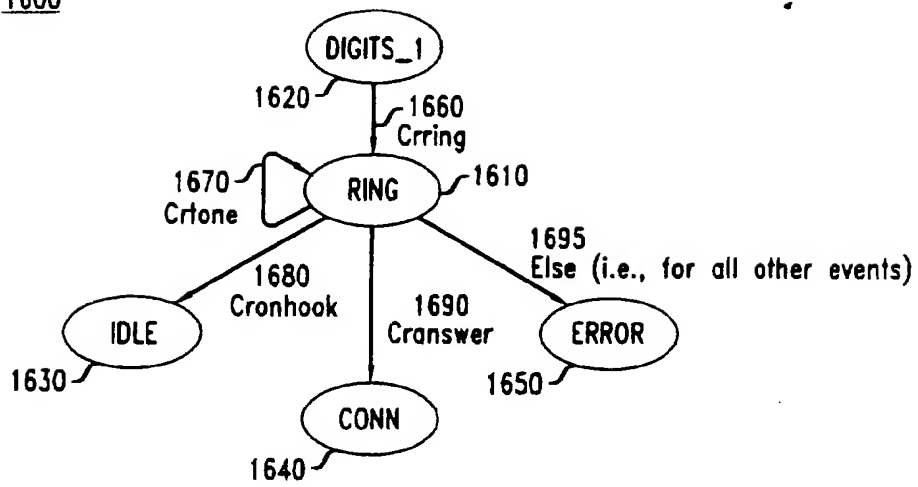 1600
DIGITS_1
1620
1660
Crring
1670
Crtone
RING
1610
1680
Cronhook
1690
Cranswer
1695
Else (i.e., for all other events)
IDLE
1630
ERROR
1650
CONN
1640